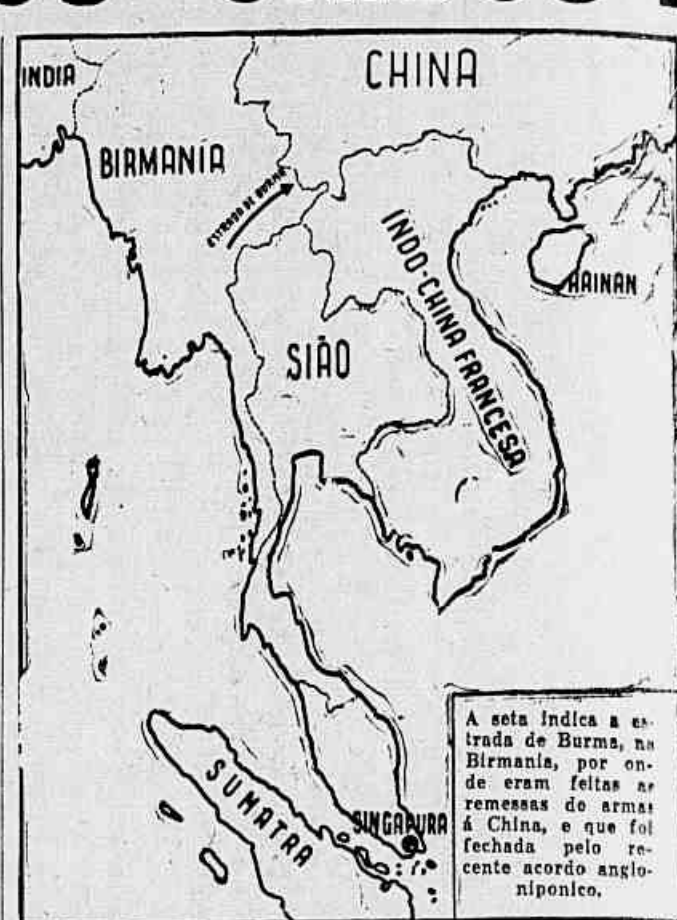 INDIA
CHINA
BIRMANIA
ESTRADA DE BURMA
INDO-CHINA FRANCESA
HAINAN
SIÃO
SUMATRA
SINGAPURA
A seta indica a es-
trada de Burma, na
Birmania, por on-
de eram feitas as
remessas de armas
á China, e que foi
fechada pelo re-
cente acordo anglo-
niponico.